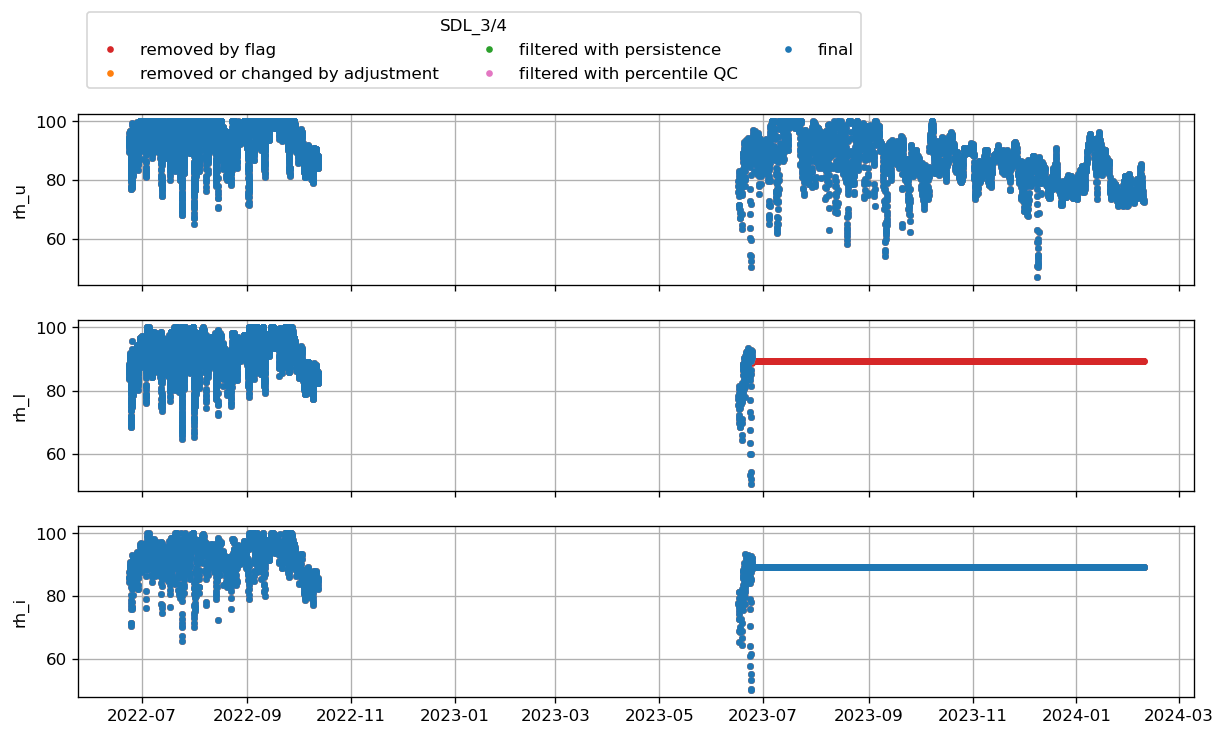 SDL_3/4
removed by flag
filtered with persistence
final
removed or changed by adjustment
filtered with percentile QC
100
80
60
rh_u
100
80
60
rh_l
100
80
60
rh_i
2022-07 2022-09 2022-11 2023-01 2023-03 2023-05 2023-07 2023-09 2023-11 2024-01 2024-03